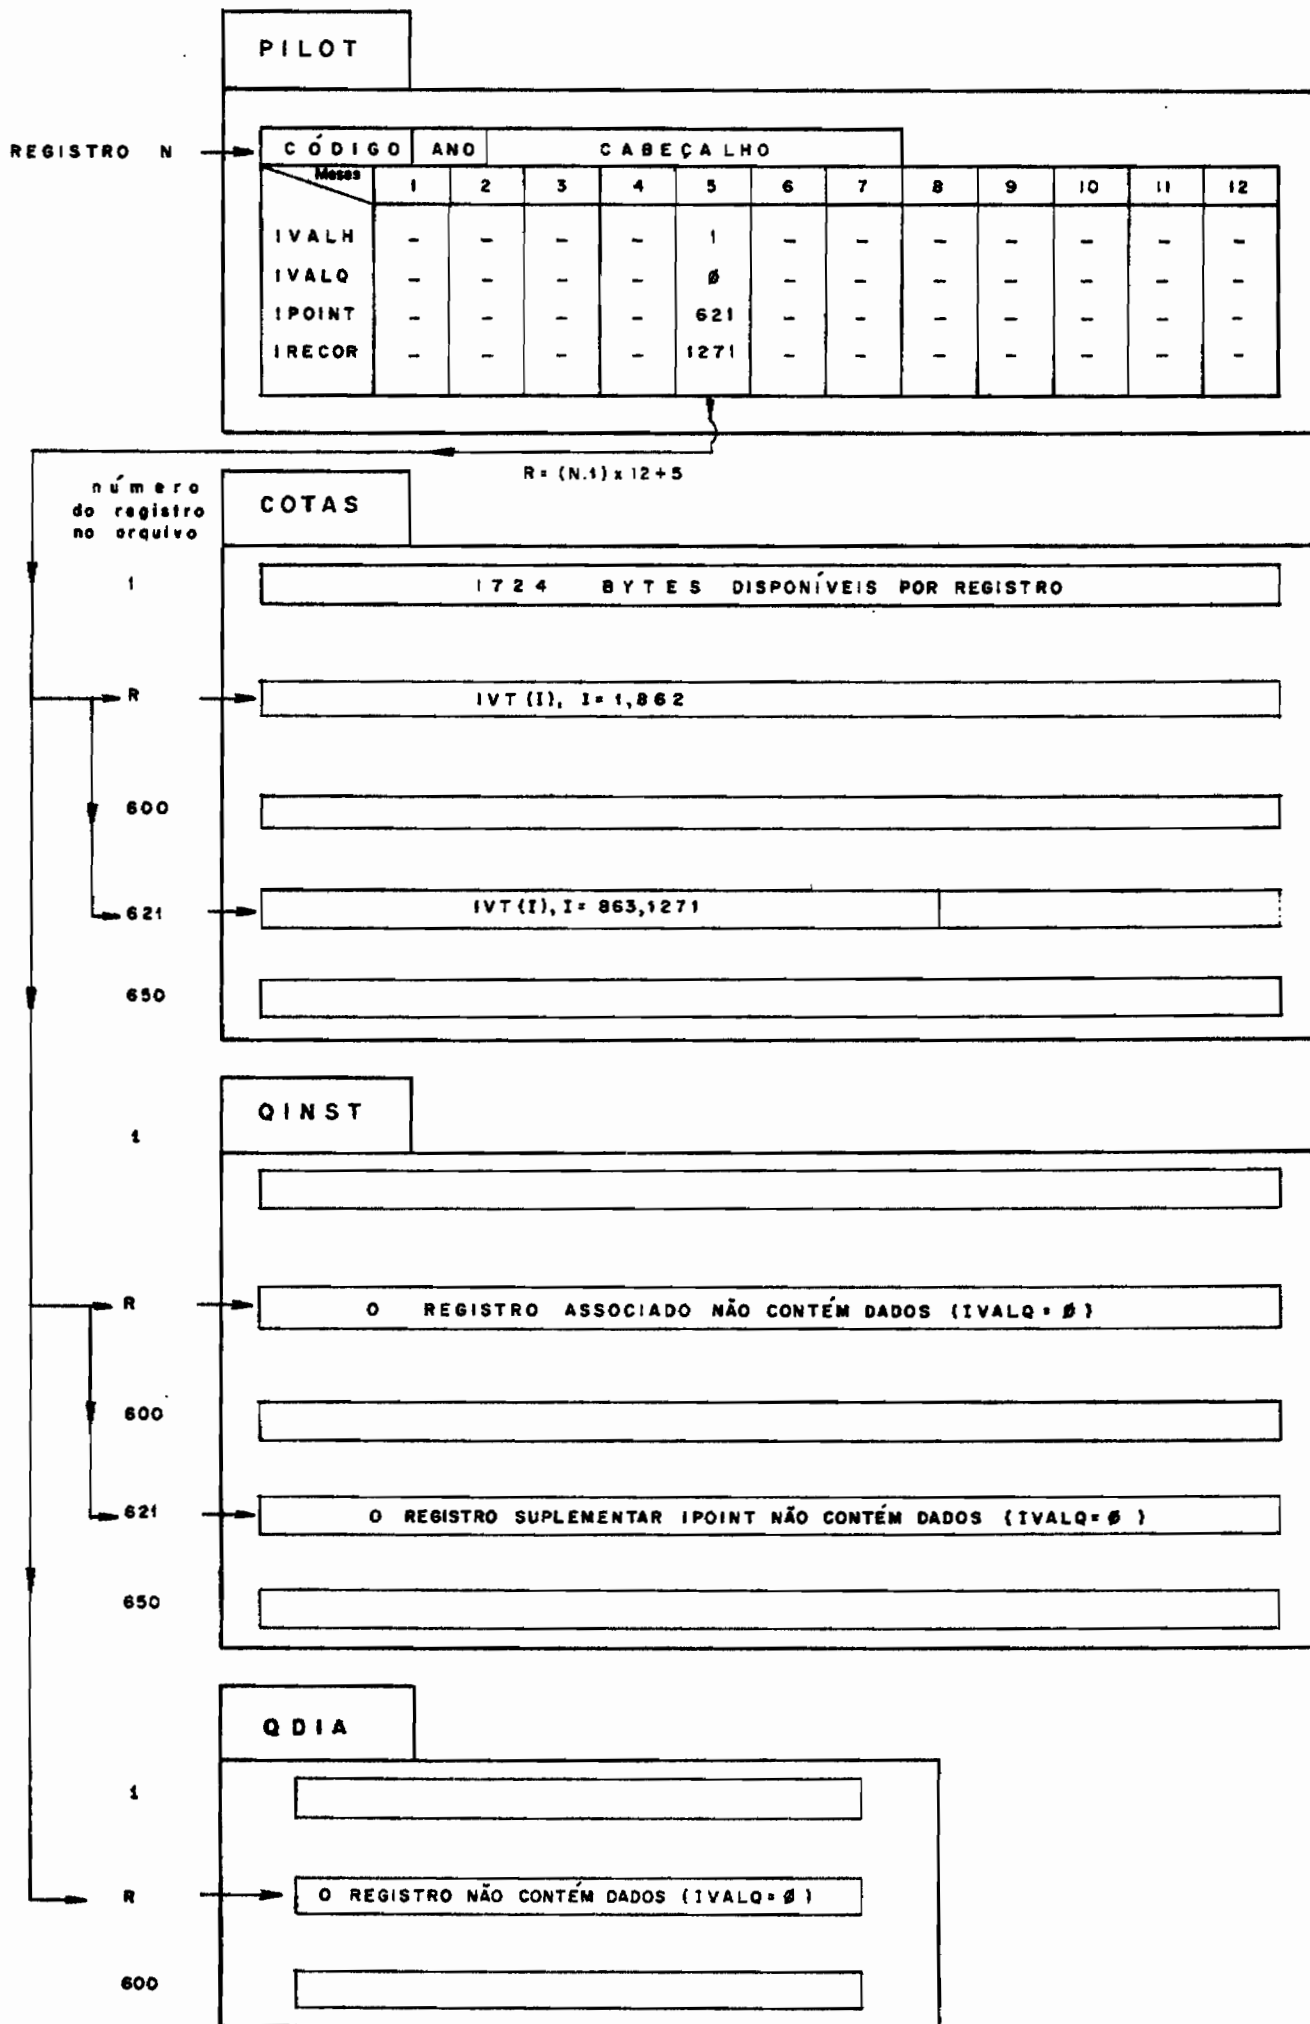 PILOT
REGISTRO N
CÓDIGO ANO CABEÇALHO
Meses 1 2 3 4 5 6 7 8 9 10 11 12
IVALH - - - - 1 - - - - - - -
IVALQ - - - - Ø - - - - - - -
IPOINT - - - - 621 - - - - - - -
IRECOR - - - - 1271 - - - - - - -
R = (N.1) x 12 + 5
número
do registro
no arquivo
COTAS
1 1724 BYTES DISPONÍVEIS POR REGISTRO
R IVT (I), I = 1,862
600
621 IVT (I), I = 863,1271
650
QINST
1
R O REGISTRO ASSOCIADO NÃO CONTÉM DADOS (IVALQ = Ø)
600
621 O REGISTRO SUPLEMENTAR IPOINT NÃO CONTÉM DADOS (IVALQ = Ø )
650
QDIA
1
R O REGISTRO NÃO CONTÉM DADOS (IVALQ = Ø )
600